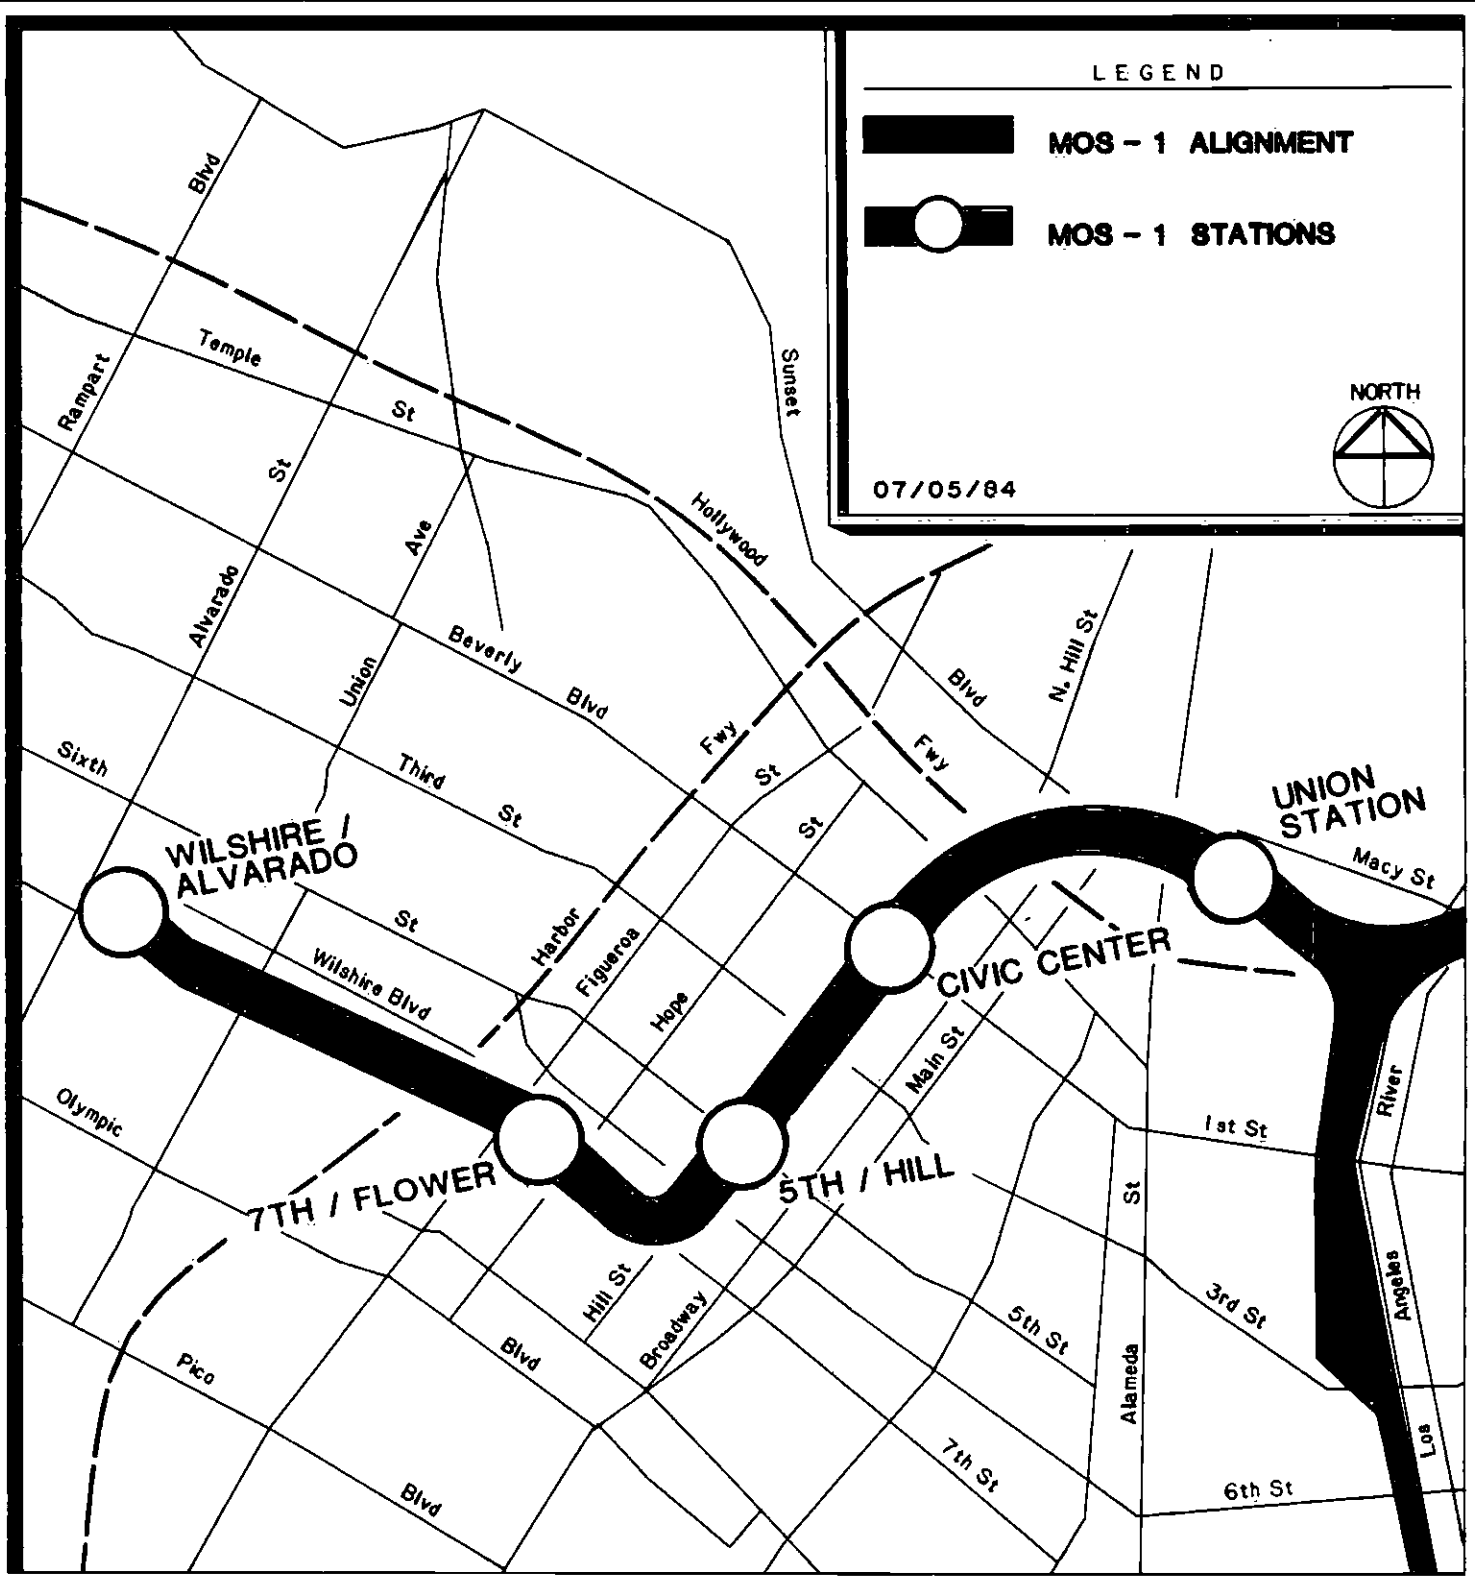 LEGEND
MOS - 1 ALIGNMENT
MOS - 1 STATIONS
NORTH
07/05/84
Blvd
Rampart
Temple
St
St
Alvarado
Ave
Union
Sunset
Blvd
Hollywood
Fwy
Beverly
Blvd
N. Hill St
Fwy
Harbor
Third
St
Sixth
St
St
Figueroa
St
Hope
WILSHIRE /
ALVARADO
Wilshire Blvd
UNION
STATION
Macy St
CIVIC CENTER
Main St
Olympic
Blvd
7TH / FLOWER
5TH / HILL
1st St
River
Angeles
Los
St
Alameda
3rd St
5th St
Hill St
Broadway
Pico
Blvd
7th St
6th St